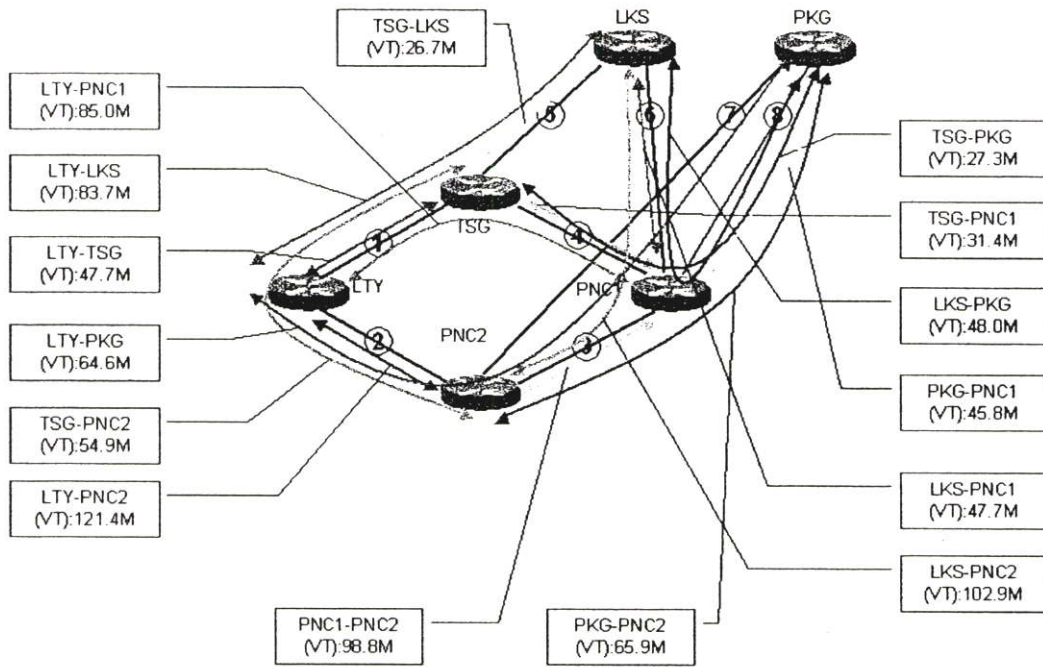 TSG-LKS
(VT):26.7M
LKS
PKG
LTY-PNC1
(VT):85.0M
5
6
7
8
TSG-PKG
(VT):27.3M
LTY-LKS
(VT):83.7M
TSG
TSG-PNC1
(VT):31.4M
LTY-TSG
(VT):47.7M
1
4
LTY
PNC1
LKS-PKG
(VT):48.0M
LTY-PKG
(VT):64.6M
2
PNC2
3
PKG-PNC1
(VT):45.8M
TSG-PNC2
(VT):54.9M
LTY-PNC2
(VT):121.4M
LKS-PNC1
(VT):47.7M
LKS-PNC2
(VT):102.9M
PNC1-PNC2
(VT):98.8M
PKG-PNC2
(VT):65.9M